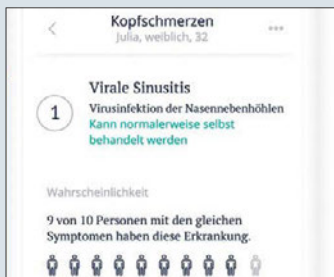 Kopfschmerzen
Julia, weiblich, 32
1
Virale Sinusitis
Virusinfektion der Nasennebenhöhlen
Kann normalerweise selbst
behandelt werden
Wahrscheinlichkeit
9 von 10 Personen mit den gleichen
Symptomen haben diese Erkrankung.